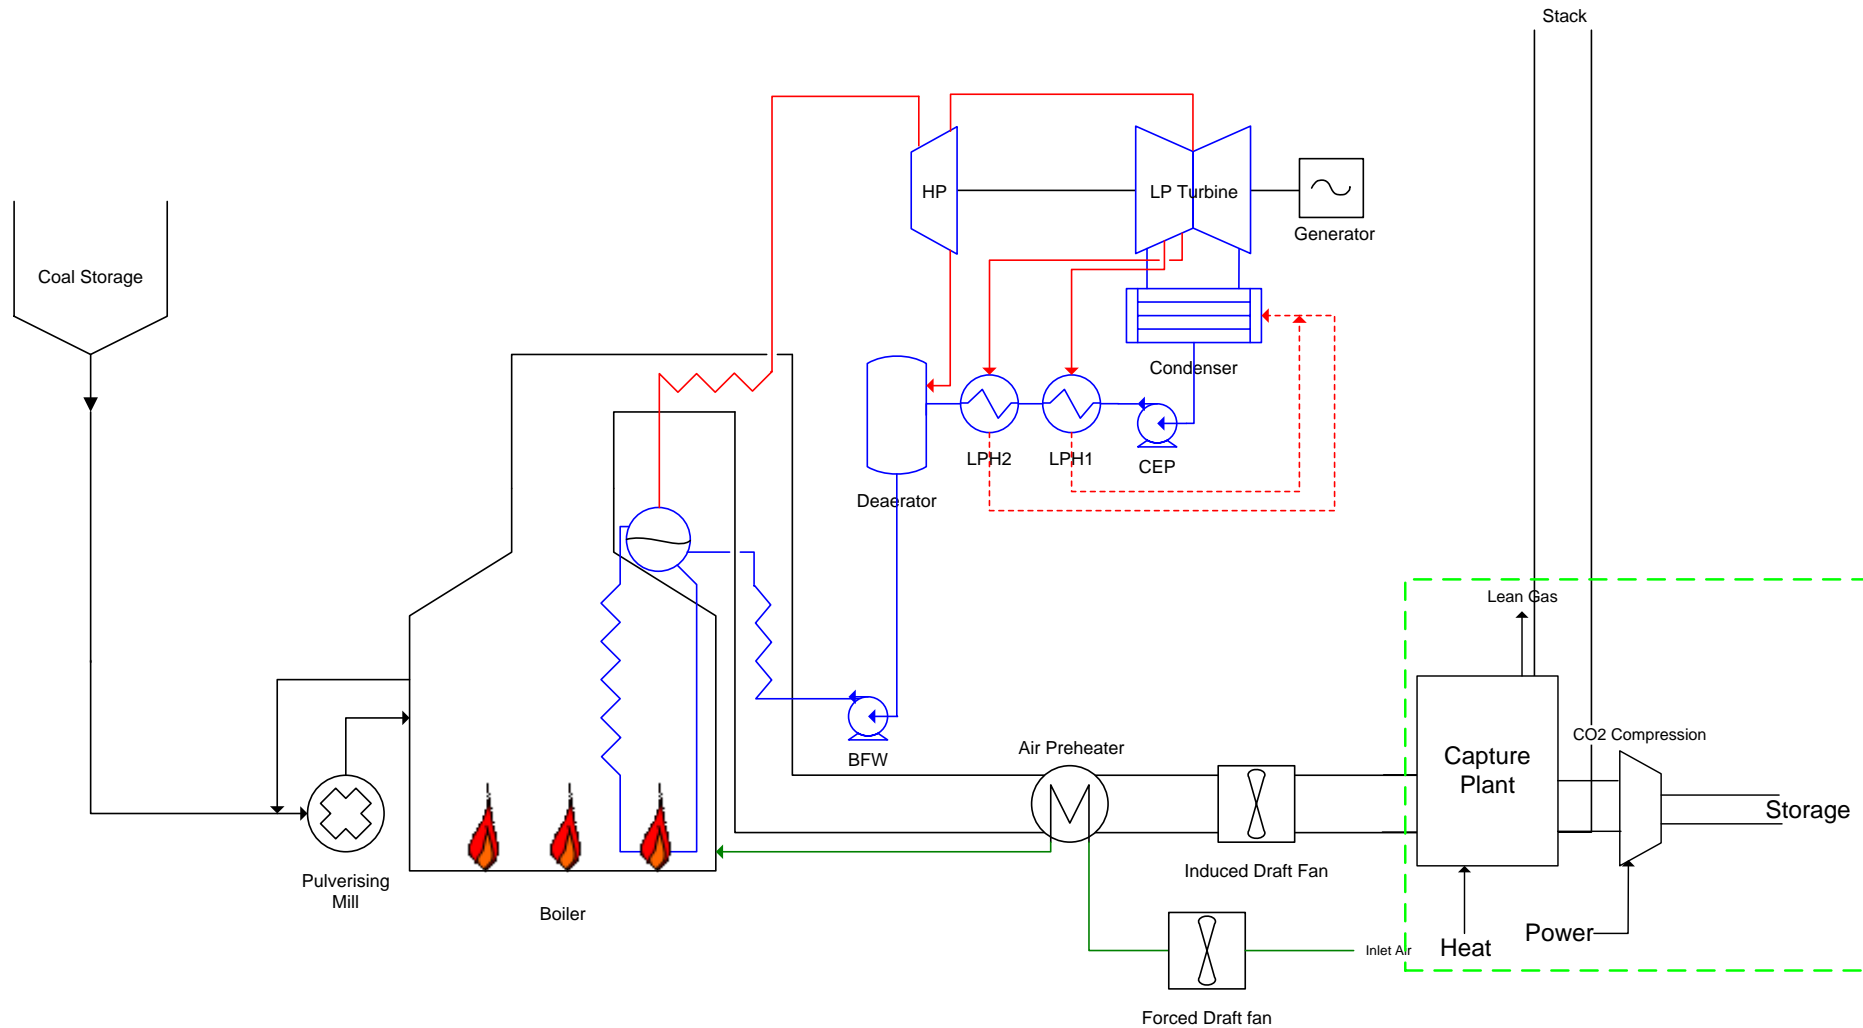 Stack
HP
LP Turbine
Generator
Coal Storage
Condenser
LPH2
LPH1
CEP
Deaerator
Lean Gas
CO2 Compression
Air Preheater
BFW
Capture
Plant
Storage
Induced Draft Fan
Pulverising
Mill
Boiler
Power
Heat
Inlet Air
Forced Draft fan